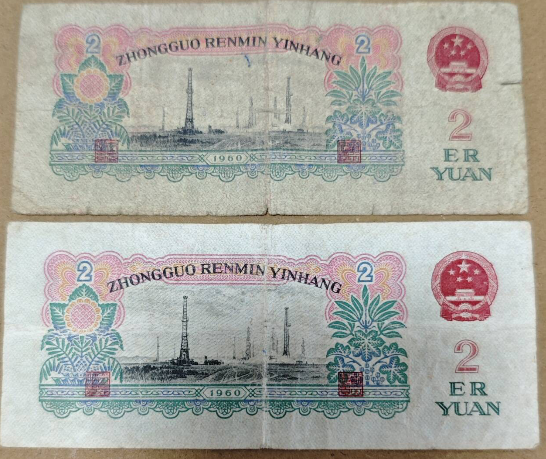 2 2
ZHONGGUO RENMIN YINHANG
2
ER
YUAN
1960
2 2
ZHONGGUO RENMIN YINHANG
2
ER
YUAN
1960